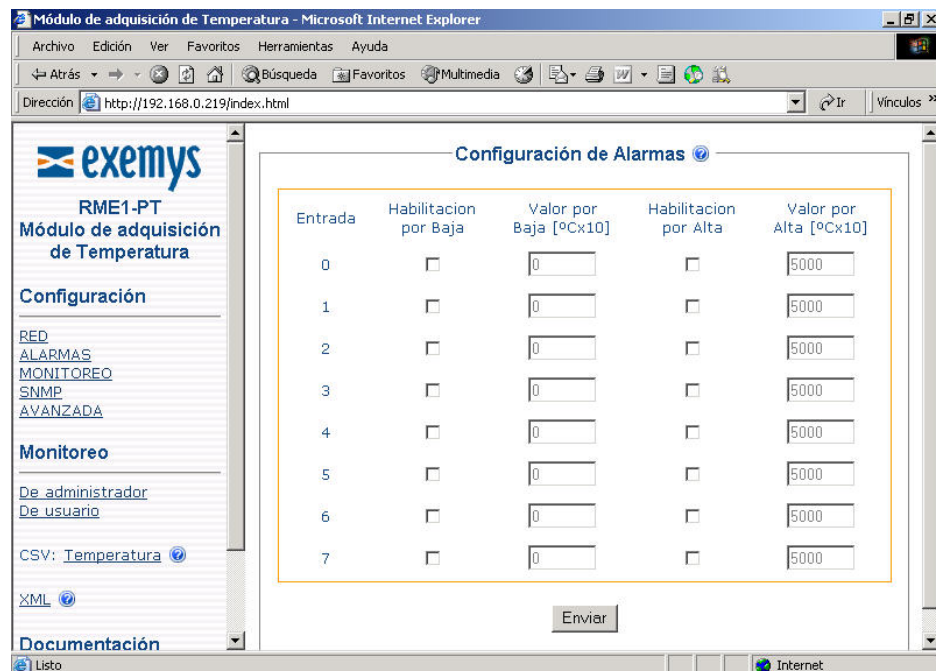 Módulo de adquisición de Temperatura - Microsoft Internet Explorer
Archivo Edición Ver Favoritos Herramientas Ayuda
Atrás Búsqueda Favoritos Multimedia
Dirección http://192.168.0.219/index.html Ir Vínculos »
exemys
RME1-PT
Módulo de adquisición
de Temperatura
Configuración
RED
ALARMAS
MONITOREO
SNMP
AVANZADA
Monitoreo
De administrador
De usuario
CSV: Temperatura ?
XML ?
Documentación
Configuración de Alarmas ?
Entrada Habilitacion por Baja Valor por Baja [ºCx10] Habilitacion por Alta Valor por Alta [ºCx10]
0 0 5000
1 0 5000
2 0 5000
3 0 5000
4 0 5000
5 0 5000
6 0 5000
7 0 5000
Enviar
Listo Internet